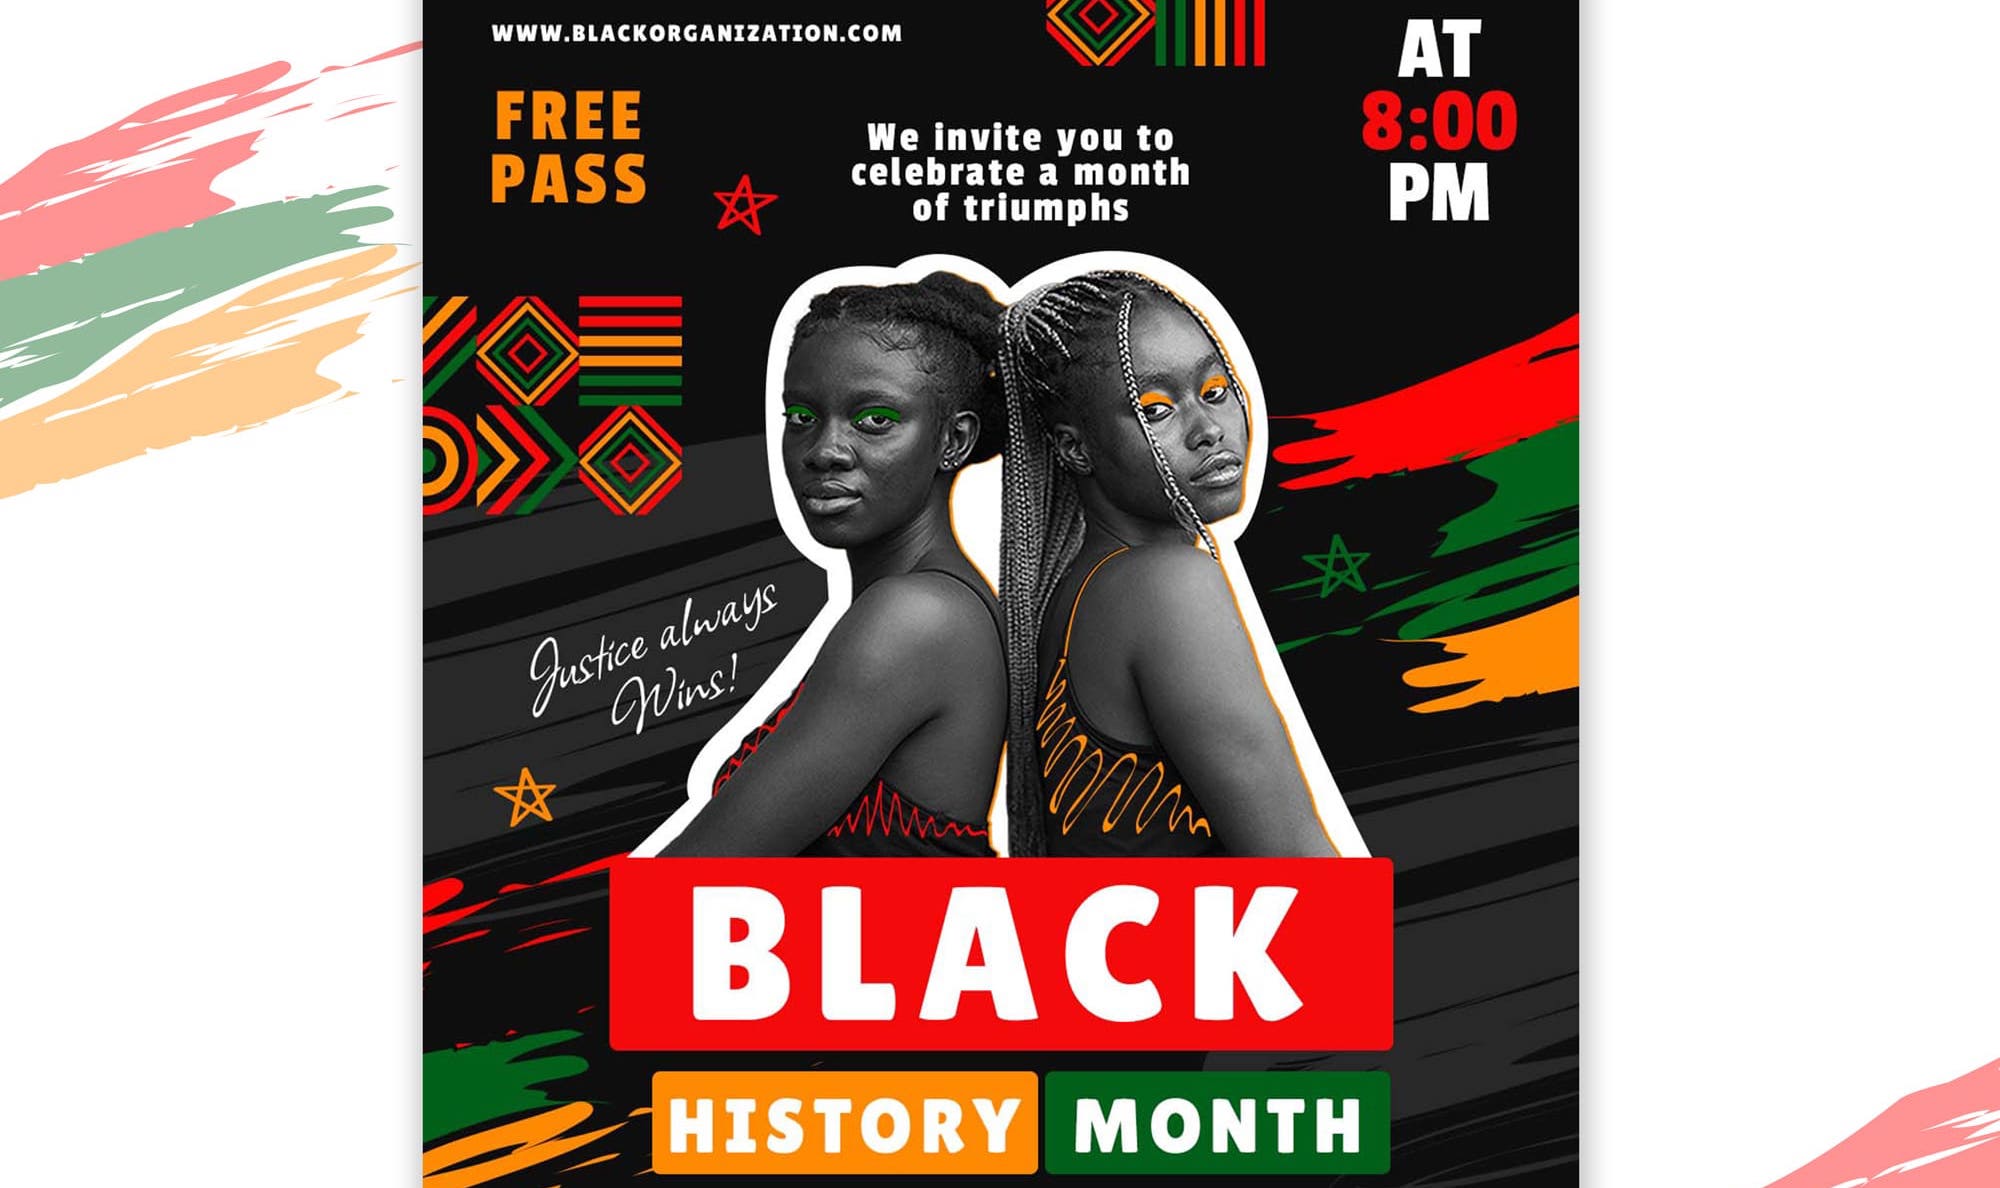 WWW.BLACKORGANIZATION.COM
FREE
PASS
We invite you to
celebrate a month
of triumphs
AT
8:00
PM
Justice always
Wins!
BLACK
HISTORY MONTH